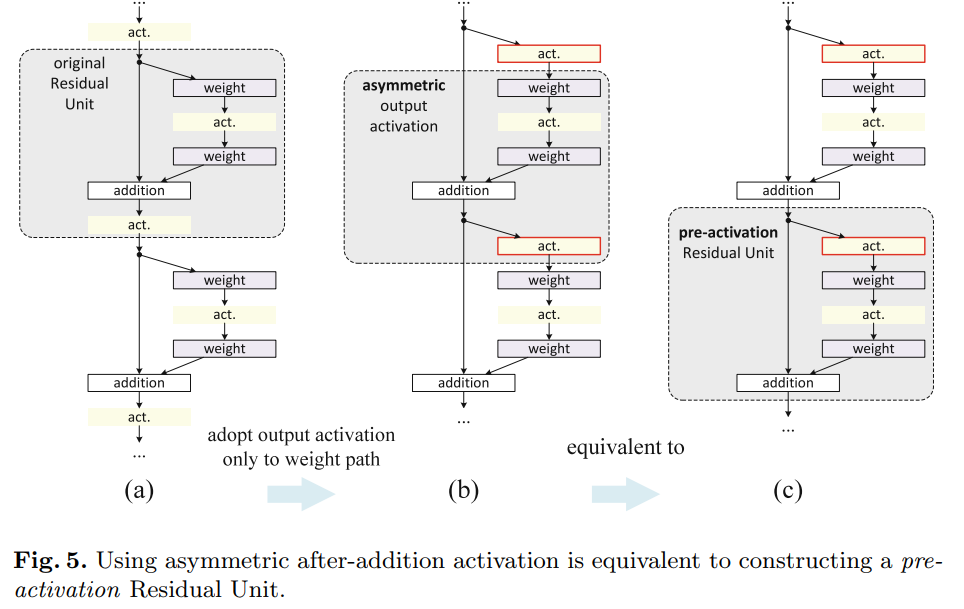 ...
act.
original
Residual
Unit
weight
act.
weight
addition
act.
weight
act.
weight
addition
act.
...
(a)
adopt output activation
only to weight path
...
act.
asymmetric
output
activation
weight
act.
weight
addition
act.
weight
act.
weight
addition
...
(b)
equivalent to
...
act.
weight
act.
weight
addition
pre-activation
Residual Unit
act.
weight
act.
weight
addition
...
(c)
Fig. 5. Using asymmetric after-addition activation is equivalent to constructing a pre-
activation Residual Unit.